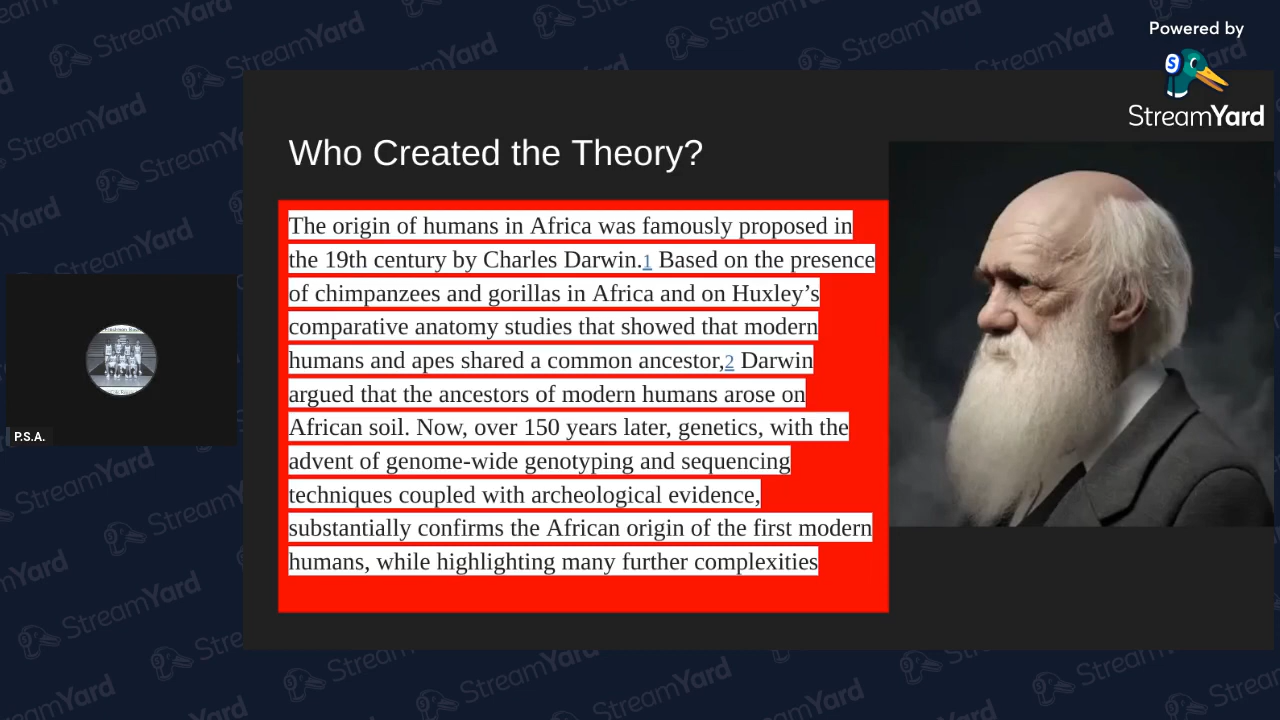 Powered by
StreamYard
Who Created the Theory?
The origin of humans in Africa was famously proposed in
the 19th century by Charles Darwin.1 Based on the presence
of chimpanzees and gorillas in Africa and on Huxley’s
comparative anatomy studies that showed that modern
humans and apes shared a common ancestor,2 Darwin
argued that the ancestors of modern humans arose on
African soil. Now, over 150 years later, genetics, with the
advent of genome-wide genotyping and sequencing
techniques coupled with archeological evidence,
substantially confirms the African origin of the first modern
humans, while highlighting many further complexities
P.S.A.